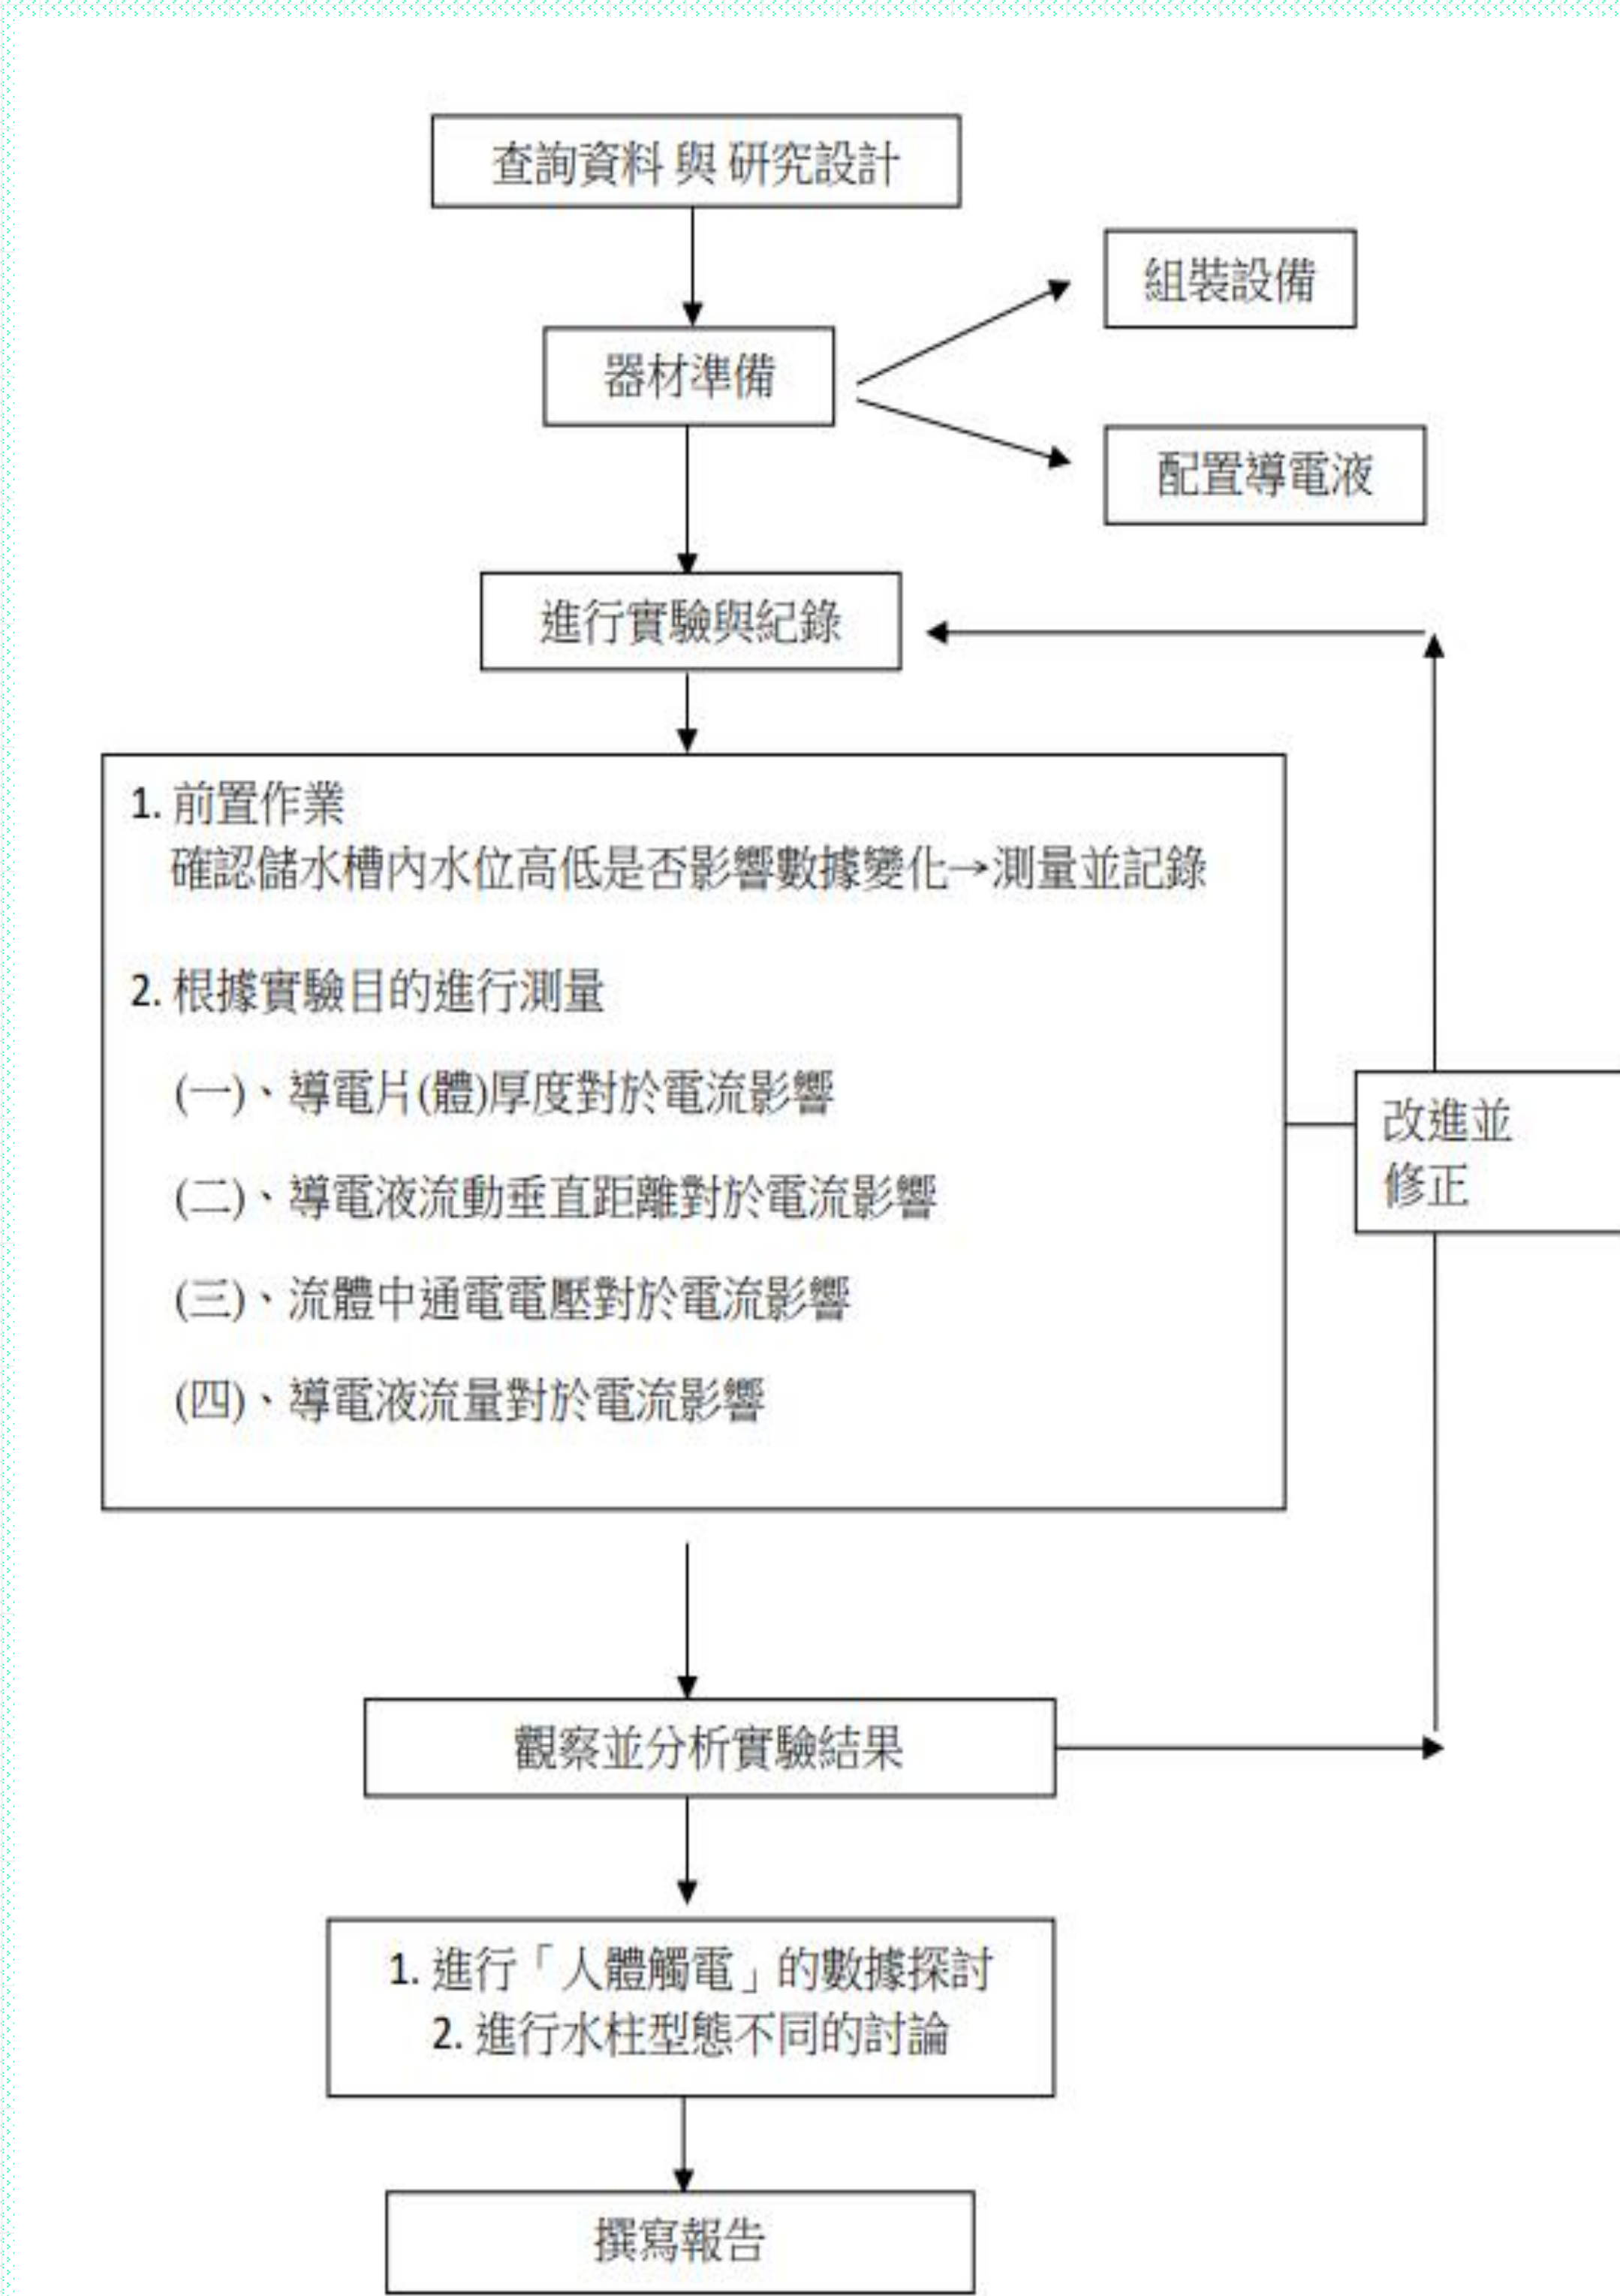 查詢資料 與 研究設計
組裝設備
器材準備
配置導電液
進行實驗與紀錄
1. 前置作業
確認儲水槽內水位高低是否影響數據變化→測量並記錄
2. 根據實驗目的進行測量
(一)、導電片(體)厚度對於電流影響
(二)、導電液流動垂直距離對於電流影響
(三)、流體中通電電壓對於電流影響
(四)、導電液流量對於電流影響
改進並
修正
觀察並分析實驗結果
1. 進行「人體觸電」的數據探討
2. 進行水柱型態不同的討論
撰寫報告